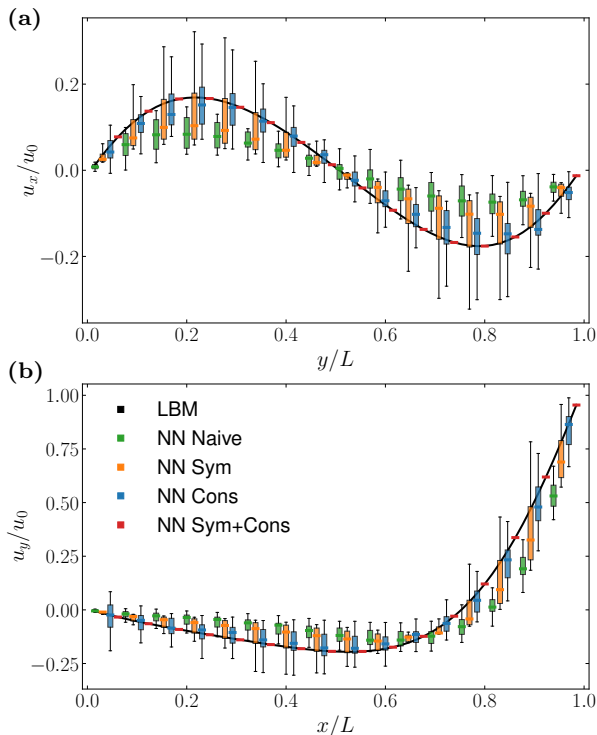 (a)
0.2
0.0
−0.2
u_x/u_0
0.0 0.2 0.4 0.6 0.8 1.0
y/L
(b)
1.00
0.75
0.50
0.25
0.00
−0.25
u_y/u_0
LBM
NN Naive
NN Sym
NN Cons
NN Sym+Cons
0.0 0.2 0.4 0.6 0.8 1.0
x/L